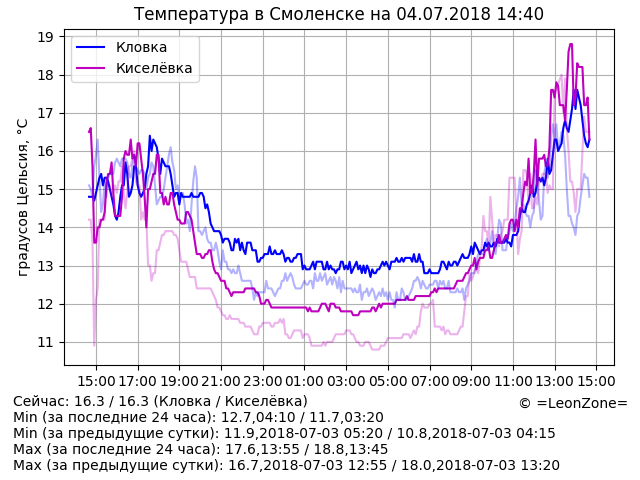 Температура в Смоленске на 04.07.2018 14:40
Кловка
Киселёвка
градусов Цельсия, °C
19
18
17
16
15
14
13
12
11
15:00 17:00 19:00 21:00 23:00 01:00 03:00 05:00 07:00 09:00 11:00 13:00 15:00
Сейчас: 16.3 / 16.3 (Кловка / Киселёвка)
© =LeonZone=
Min (за последние 24 часа): 12.7,04:10 / 11.7,03:20
Min (за предыдущие сутки): 11.9,2018-07-03 05:20 / 10.8,2018-07-03 04:15
Max (за последние 24 часа): 17.6,13:55 / 18.8,13:45
Max (за предыдущие сутки): 16.7,2018-07-03 12:55 / 18.0,2018-07-03 13:20